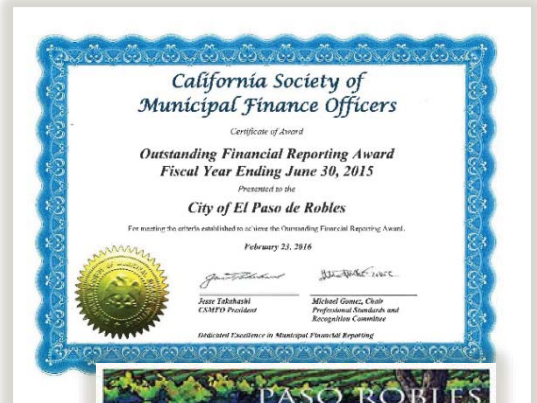 California Society of
Municipal Finance Officers
Certificate of Award
Outstanding Financial Reporting Award
Fiscal Year Ending June 30, 2015
Presented to the
City of El Paso de Robles
For meeting the criteria established to achieve the Outstanding Financial Reporting Award.
February 23, 2016
Jesse Takahashi
CSMFO President
Michael Gomez, Chair
Professional Standards and
Recognition Committee
Dedicated Excellence in Municipal Financial Reporting
PASO ROBLES